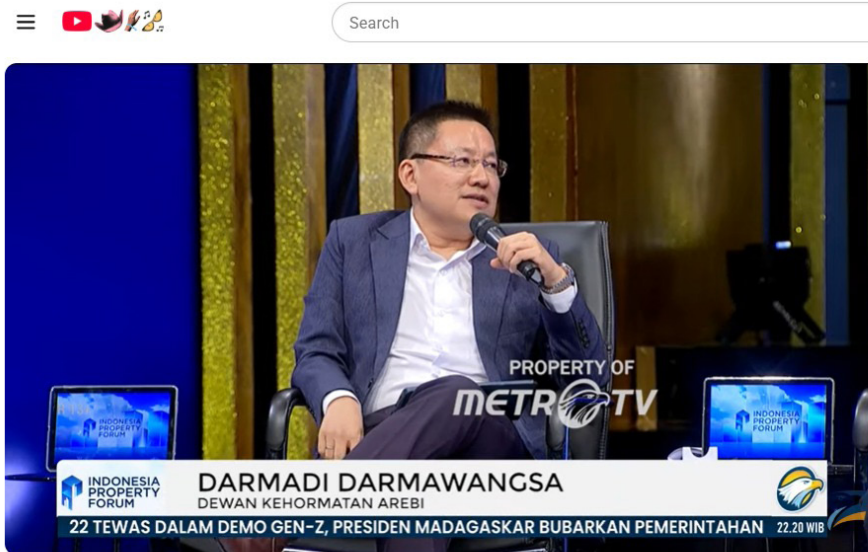 Search
PROPERTY OF
METRO TV
INDONESIA
PROPERTY
FORUM
INDONESIA
PROPERTY
FORUM
INDONESIA
PROPERTY
FORUM
DARMADI DARMAWANGSA
DEWAN KEHORMATAN AREBI
22 TEWAS DALAM DEMO GEN-Z, PRESIDEN MADAGASKAR BUBARKAN PEMERINTAHAN 22.20 WIB